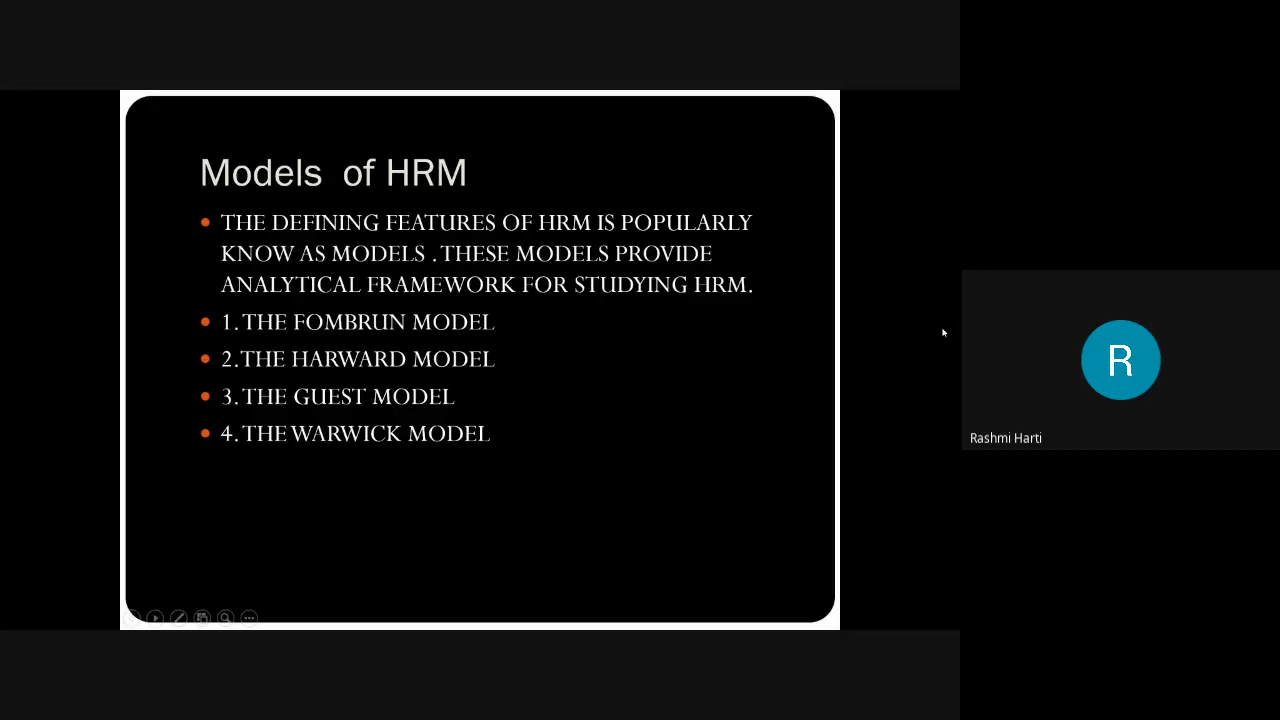 Models of HRM
THE DEFINING FEATURES OF HRM IS POPULARLY
KNOW AS MODELS . THESE MODELS PROVIDE
ANALYTICAL FRAMEWORK FOR STUDYING HRM.
1. THE FOMBRUN MODEL
2. THE HARWARD MODEL
3. THE GUEST MODEL
4. THE WARWICK MODEL
R
Rashmi Harti